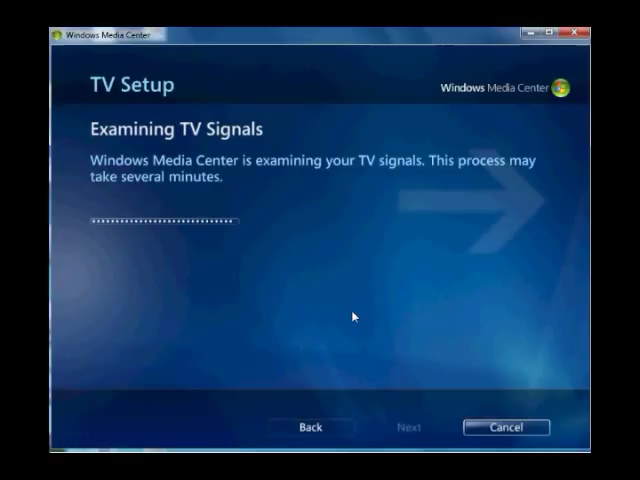 Windows Media Center
TV Setup
Windows Media Center
Examining TV Signals
Windows Media Center is examining your TV signals. This process may
take several minutes.
Back
Next
Cancel